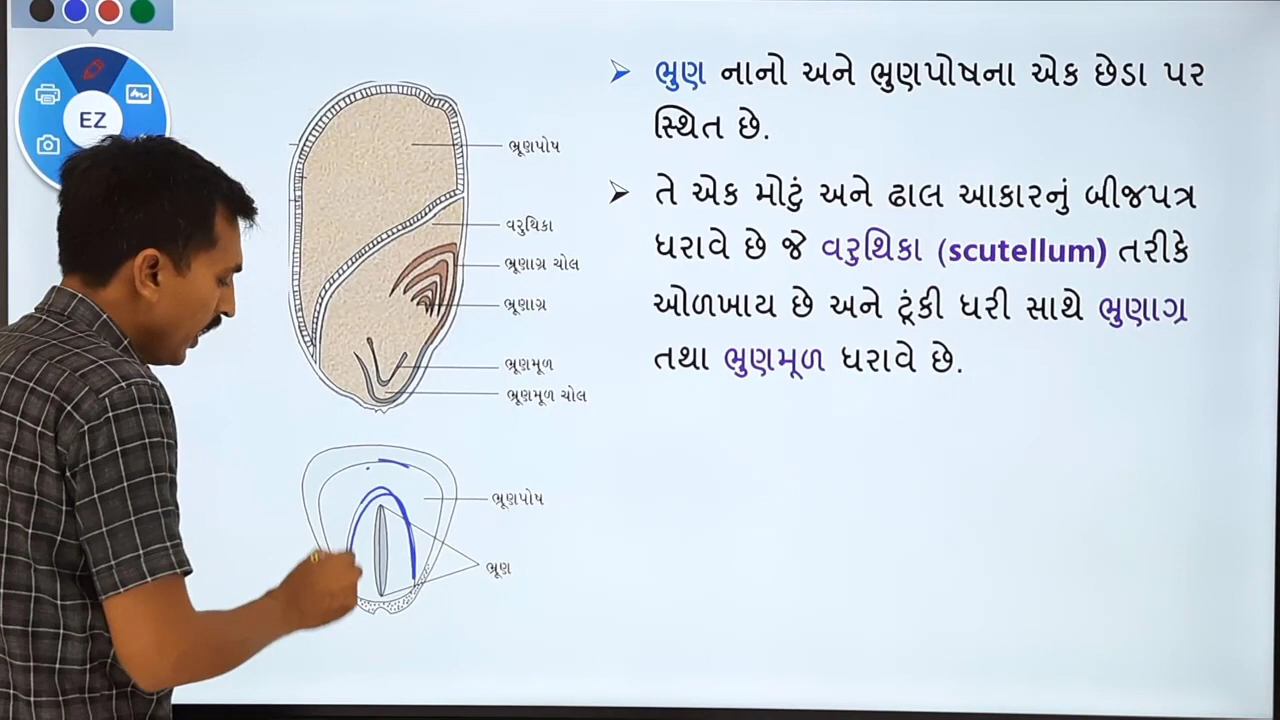 EZ
ભ્રૂણપોષ
વરુથિકા
ભ્રૂણાગ્ર ચોલ
ભ્રૂણાગ્ર
ભ્રૂણમૂળ
ભ્રૂણમૂળ ચોલ
ભ્રૂણપોષ
ભ્રૂણ
ભ્રુણ નાનો અને ભ્રુણપોષના એક છેડા પર
સ્થિત છે.
તે એક મોટું અને ઢાલ આકારનું બીજપત્ર
ધરાવે છે જે વરુથિકા (scutellum) તરીકે
ઓળખાય છે અને ટૂંકી ધરી સાથે ભ્રુણાગ્ર
તથા ભ્રુણમૂળ ધરાવે છે.